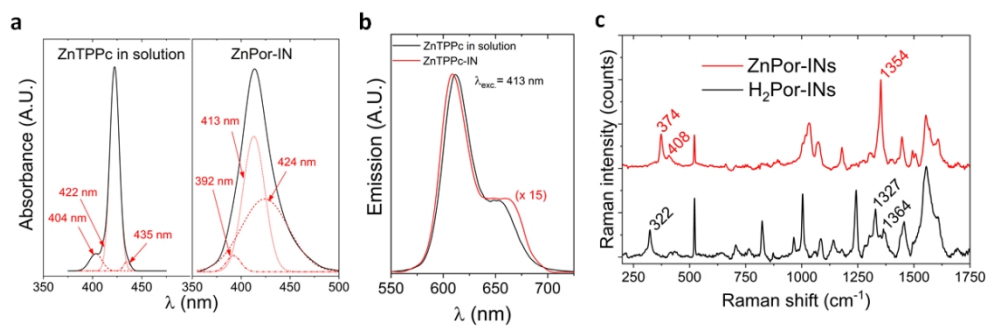 a
ZnTPPc in solution
ZnPor-IN
Absorbance (A.U.)
422 nm
404 nm
435 nm
413 nm
392 nm
424 nm
350
400
450
350
400
450
500
λ (nm)
b
ZnTPPc in solution
ZnTPPc-IN
λexc.= 413 nm
(x 15)
Emission (A.U.)
550
600
650
700
λ (nm)
c
ZnPor-INs
H₂Por-INs
Raman intensity (counts)
374
408
1354
322
1327
1364
250
500
750
1000
1250
1500
1750
Raman shift (cm⁻¹)